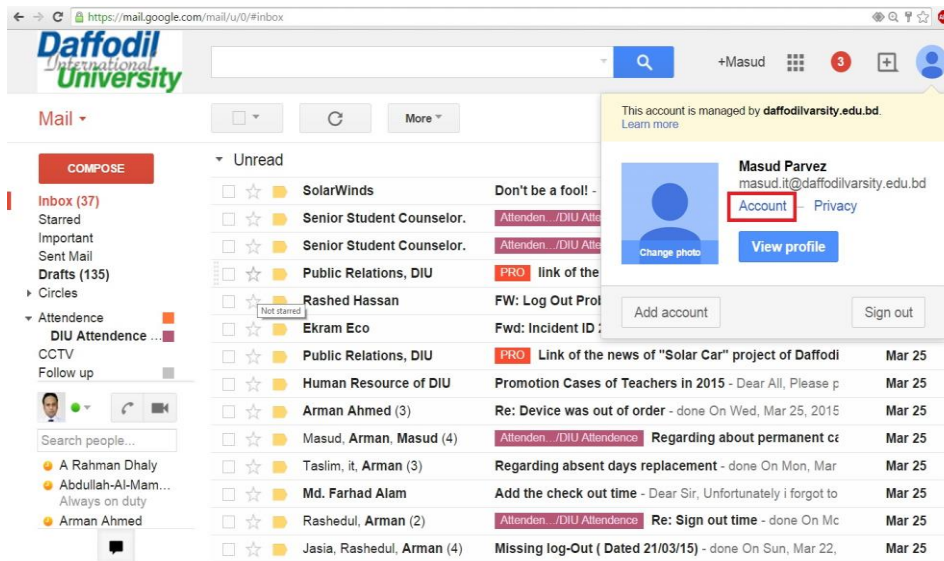 https://mail.google.com/mail/u/0/#inbox
Daffodil
International
University
+Masud
3
Mail
More
This account is managed by daffodilvarsity.edu.bd.
Learn more
Masud Parvez
masud.it@daffodilvarsity.edu.bd
Account – Privacy
Change photo
View profile
Add account
Sign out
COMPOSE
Inbox (37)
Starred
Important
Sent Mail
Drafts (135)
Circles
Attendence
DIU Attendence ...
CCTV
Follow up
Search people...
A Rahman Dhaly
Abdullah-Al-Mam...
Always on duty
Arman Ahmed
Unread
SolarWinds Don't be a fool! -
Senior Student Counselor. Attenden.../DIU Atte
Senior Student Counselor. Attenden.../DIU Atte
Public Relations, DIU PRO link of the
Rashed Hassan FW: Log Out Prob
Not starred
Ekram Eco Fwd: Incident ID
Public Relations, DIU PRO Link of the news of "Solar Car" project of Daffodi Mar 25
Human Resource of DIU Promotion Cases of Teachers in 2015 - Dear All, Please p Mar 25
Arman Ahmed (3) Re: Device was out of order - done On Wed, Mar 25, 2015 Mar 25
Masud, Arman, Masud (4) Attenden.../DIU Attendence Regarding about permanent ca Mar 25
Taslim, it, Arman (3) Regarding absent days replacement - done On Mon, Mar Mar 25
Md. Farhad Alam Add the check out time - Dear Sir, Unfortunately i forgot to Mar 25
Rashedul, Arman (2) Attenden.../DIU Attendence Re: Sign out time - done On Mo Mar 25
Jasia, Rashedul, Arman (4) Missing log-Out ( Dated 21/03/15) - done On Sun, Mar 22, Mar 25